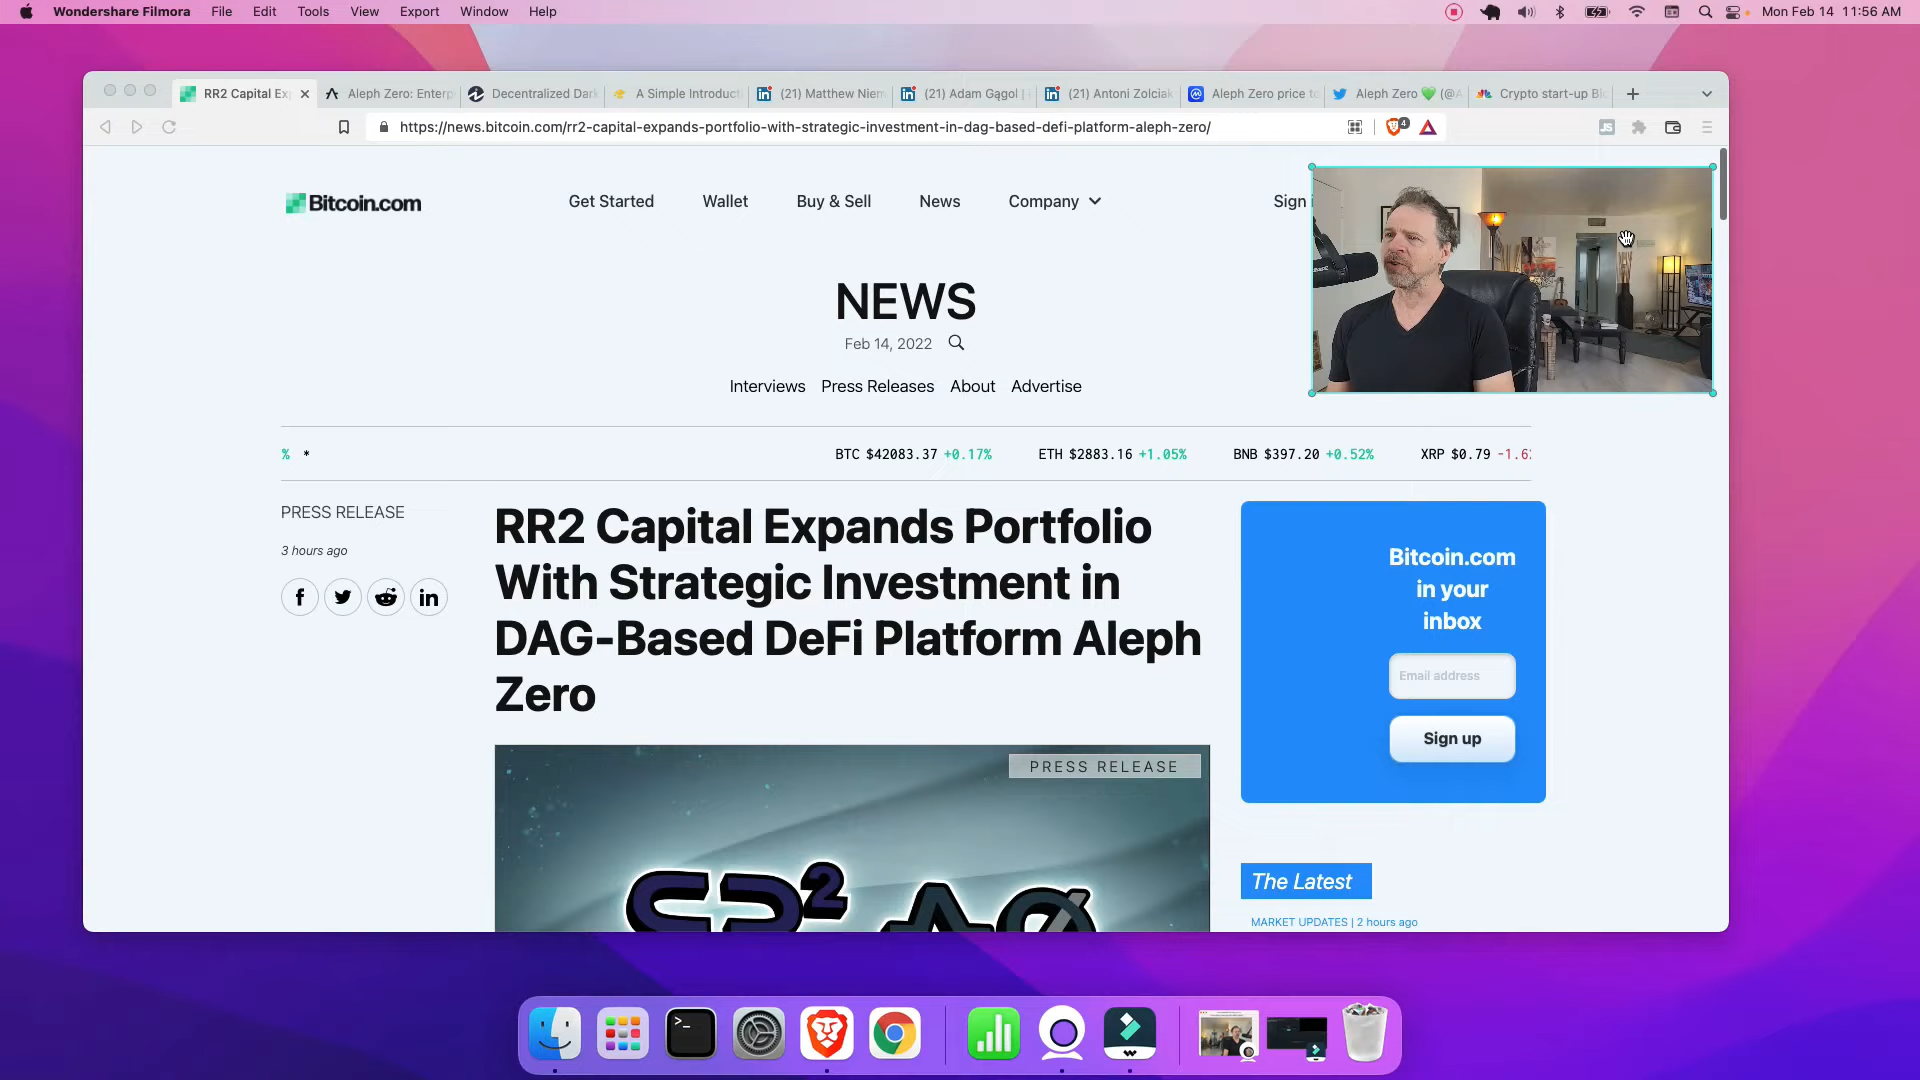 Wondershare Filmora File Edit Tools View Export Window Help Mon Feb 14 11:56 AM
RR2 Capital Ex Aleph Zero: Enterp Decentralized Dark A Simple Introduct (21) Matthew Niem (21) Adam Gągol | (21) Antoni Zolciak Aleph Zero price to Aleph Zero 💚 (@A Crypto start-up Blo
https://news.bitcoin.com/rr2-capital-expands-portfolio-with-strategic-investment-in-dag-based-defi-platform-aleph-zero/ 4 JS
Bitcoin.com Get Started Wallet Buy & Sell News Company Sign
NEWS
Feb 14, 2022
Interviews Press Releases About Advertise
% * BTC $42083.37 +0.17% ETH $2883.16 +1.05% BNB $397.20 +0.52% XRP $0.79 -1.6
PRESS RELEASE
3 hours ago
RR2 Capital Expands Portfolio
With Strategic Investment in
DAG-Based DeFi Platform Aleph
Zero
PRESS RELEASE
Bitcoin.com
in your
inbox
Email address
Sign up
The Latest
MARKET UPDATES | 2 hours ago